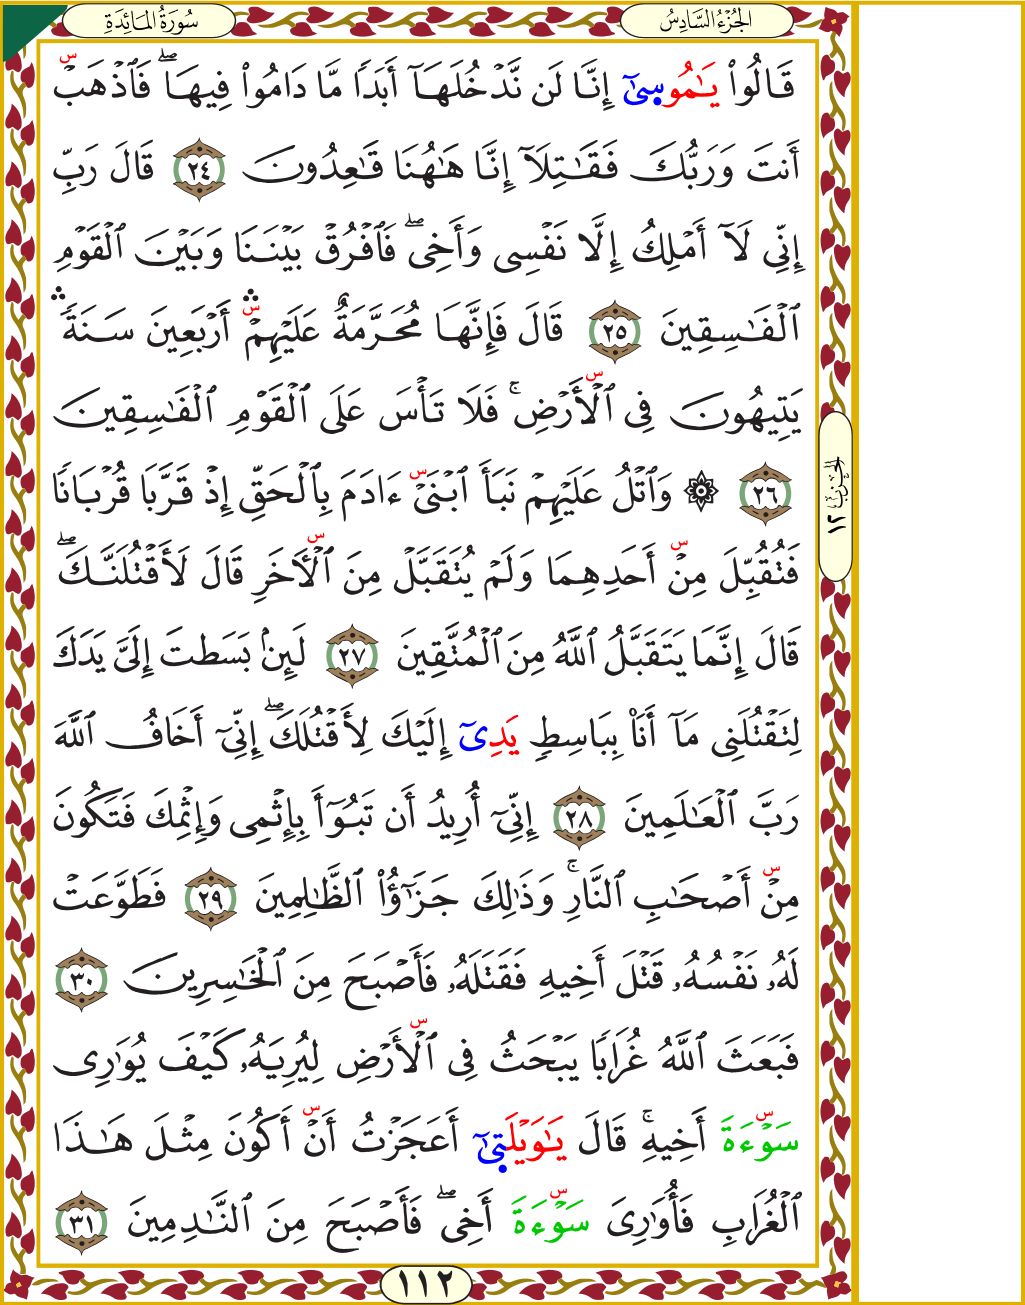 سُورَةُ المَائِدَةِ
الجُزْءُ السَّادِسُ
قَالُوا۟ يَـٰمُوسِىٰٓ إِنَّا لَن نَّدْخُلَهَآ أَبَدًا مَّا دَامُوا۟ فِيهَا ۖ فَٱذْهَبْ
أَنتَ وَرَبُّكَ فَقَـٰتِلَآ إِنَّا هَـٰهُنَا قَـٰعِدُونَ ٢٤ قَالَ رَبِّ
إِنِّى لَآ أَمْلِكُ إِلَّا نَفْسِى وَأَخِى ۖ فَٱفْرُقْ بَيْنَنَا وَبَيْنَ ٱلْقَوْمِ
ٱلْفَـٰسِقِينَ ٢٥ قَالَ فَإِنَّهَا مُحَرَّمَةٌ عَلَيْهِمْ ۛ أَرْبَعِينَ سَنَةً ۛ
يَتِيهُونَ فِى ٱلْأَرْضِ ۚ فَلَا تَأْسَ عَلَى ٱلْقَوْمِ ٱلْفَـٰسِقِينَ
٢٦ ۞ وَٱتْلُ عَلَيْهِمْ نَبَأَ ٱبْنَىْ ءَادَمَ بِٱلْحَقِّ إِذْ قَرَّبَا قُرْبَانًا
فَتُقُبِّلَ مِنْ أَحَدِهِمَا وَلَمْ يُتَقَبَّلْ مِنَ ٱلْأَخَرِ قَالَ لَأَقْتُلَنَّكَ ۖ
قَالَ إِنَّمَا يَتَقَبَّلُ ٱللَّهُ مِنَ ٱلْمُتَّقِينَ ٢٧ لَئِنۢ بَسَطتَ إِلَىَّ يَدَكَ
لِتَقْتُلَنِى مَآ أَنَا۠ بِبَاسِطٍ يَدِىٓ إِلَيْكَ لِأَقْتُلَكَ ۖ إِنِّىٓ أَخَافُ ٱللَّهَ
رَبَّ ٱلْعَـٰلَمِينَ ٢٨ إِنِّىٓ أُرِيدُ أَن تَبُوٓأَ بِإِثْمِى وَإِثْمِكَ فَتَكُونَ
مِنْ أَصْحَـٰبِ ٱلنَّارِ ۚ وَذَٰلِكَ جَزَٰٓؤُا۟ ٱلظَّـٰلِمِينَ ٢٩ فَطَوَّعَتْ
لَهُۥ نَفْسُهُۥ قَتْلَ أَخِيهِ فَقَتَلَهُۥ فَأَصْبَحَ مِنَ ٱلْخَـٰسِرِينَ ٣٠
فَبَعَثَ ٱللَّهُ غُرَابًا يَبْحَثُ فِى ٱلْأَرْضِ لِيُرِيَهُۥ كَيْفَ يُوَٰرِى
سَوْءَةَ أَخِيهِ ۚ قَالَ يَـٰوَيْلَتِىٰٓ أَعَجَزْتُ أَنْ أَكُونَ مِثْلَ هَـٰذَا
ٱلْغُرَابِ فَأُوَٰرِىَ سَوْءَةَ أَخِى ۖ فَأَصْبَحَ مِنَ ٱلنَّـٰدِمِينَ ٣١
الحزب ١٢
١١٢